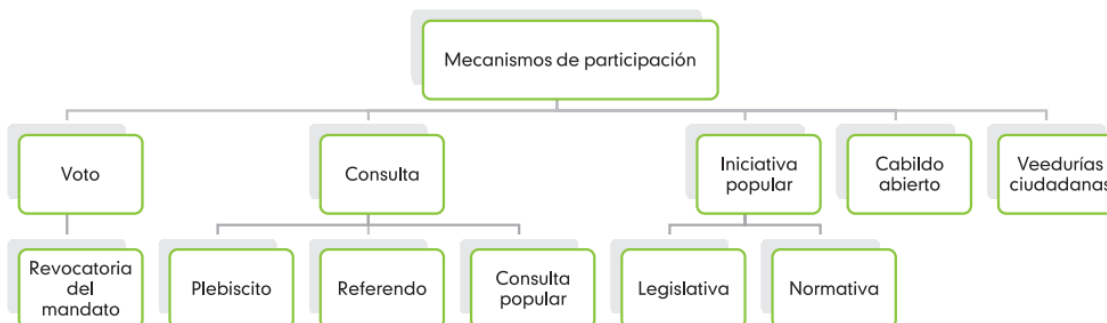 Mecanismos de participación
Voto
Consulta
Iniciativa
popular
Cabildo
abierto
Veedurías
ciudadanas
Revocatoria
del
mandato
Plebiscito
Referendo
Consulta
popular
Legislativa
Normativa